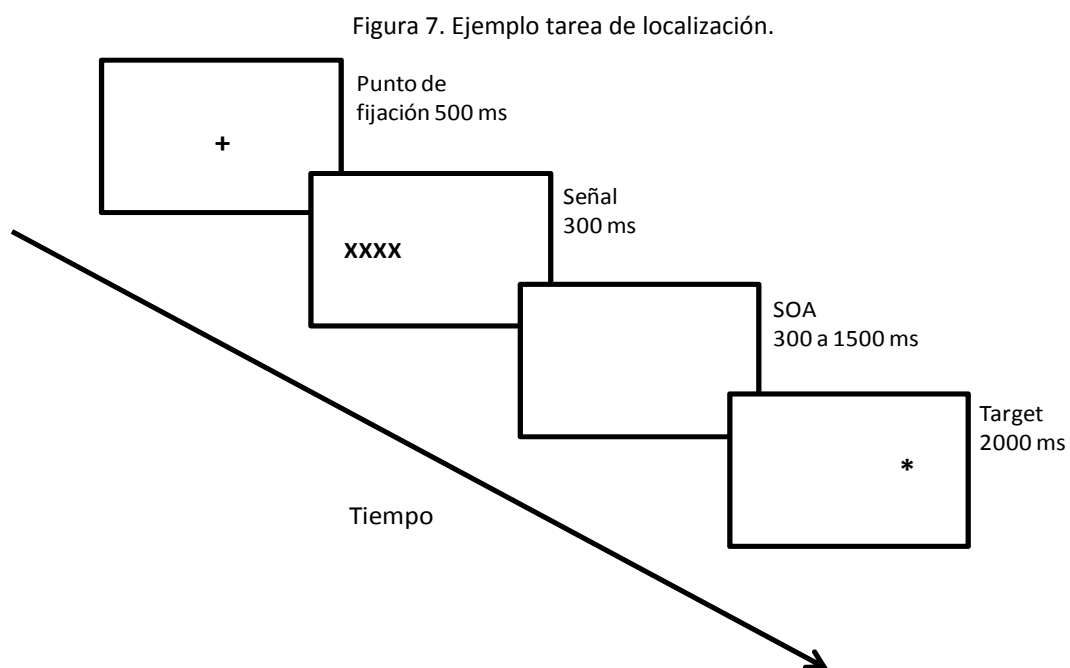 Figura 7. Ejemplo tarea de localización.
Punto de
fijación 500 ms
+
Señal
300 ms
XXXX
SOA
300 a 1500 ms
Target
2000 ms
*
Tiempo